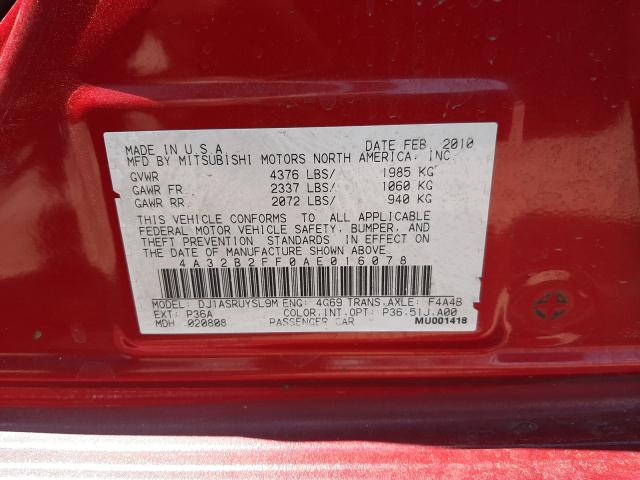 MADE IN U.S.A DATE FEB. 2010
MFD BY MITSUBISHI MOTORS NORTH AMERICA, INC.
GVWR 4376 LBS/ 1985 KG
GAWR FR 2337 LBS/ 1060 KG
GAWR RR. 2072 LBS/ 940 KG
THIS VEHICLE CONFORMS TO ALL APPLICABLE
FEDERAL MOTOR VEHICLE SAFETY, BUMPER, AND
THEFT PREVENTION STANDARDS IN EFFECT ON
THE DATE OF MANUFACTURE SHOWN ABOVE.
4A32B2FF0AE016078
MODEL: DJ1ASRUYSL9M ENG: 4G69 TRANS.AXLE: F4A4B
EXT: P36A COLOR.INT.OPT: P36.51J.A00
MDH 020808 PASSENGER CAR MU001418